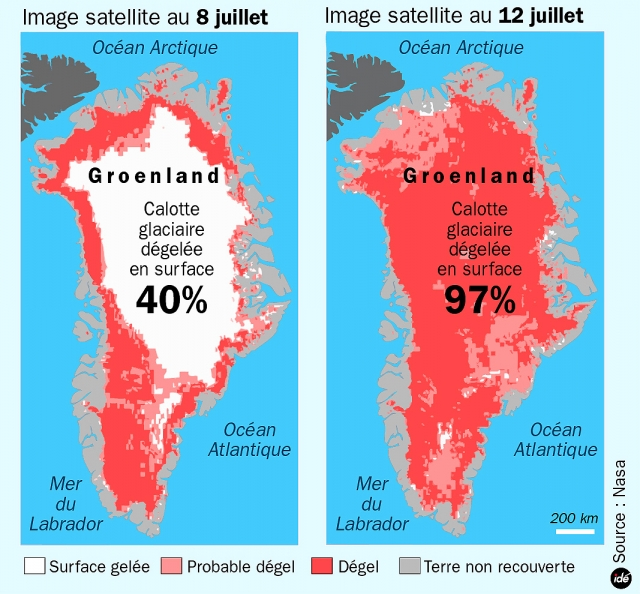 Image satellite au 8 juillet
Océan Arctique
Groenland
Calotte
glaciaire
dégelée
en surface
40%
Océan
Atlantique
Mer
du
Labrador
Image satellite au 12 juillet
Océan Arctique
Groenland
Calotte
glaciaire
dégelée
en surface
97%
Océan
Atlantique
Mer
du
Labrador
200 km
Surface gelée
Probable dégel
Dégel
Terre non recouverte
Source : Nasa
idé